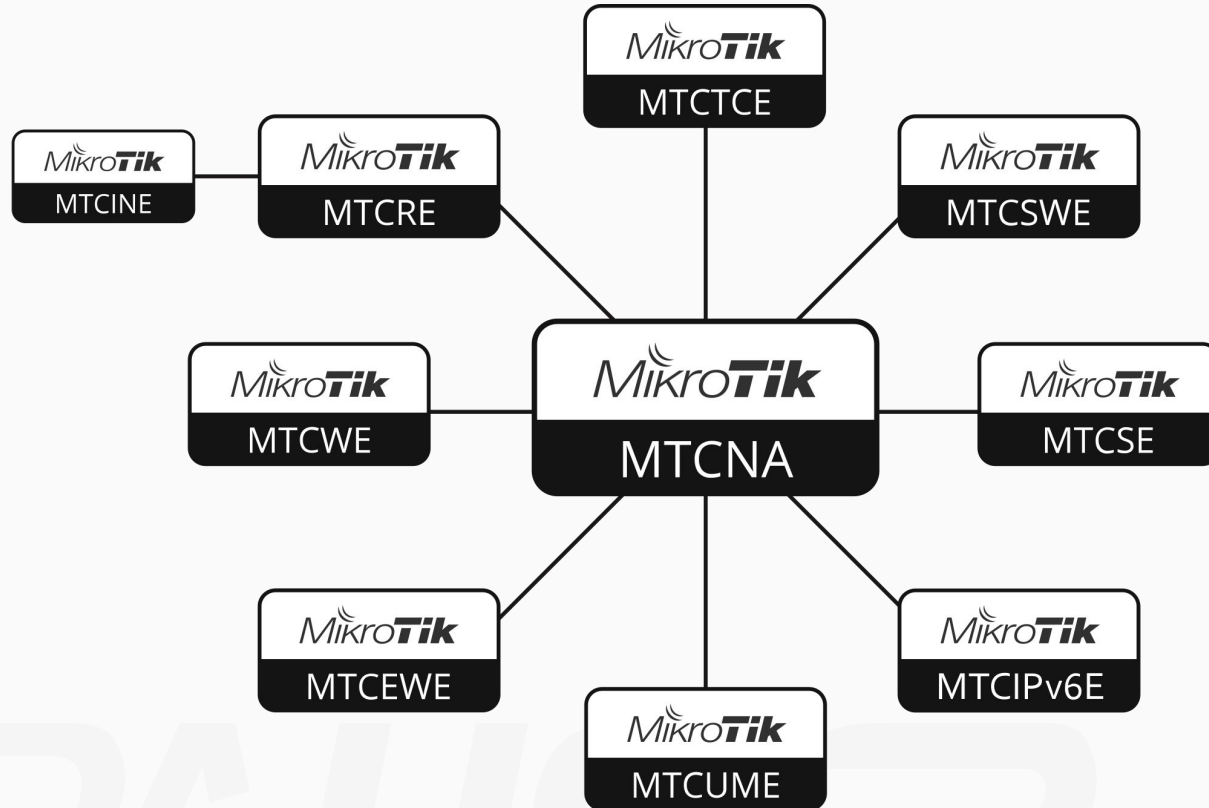 MikroTik
MTCTCE
MikroTik
MTCINE
MikroTik
MTCRE
MikroTik
MTCSWE
MikroTik
MTCWE
MikroTik
MTCNA
MikroTik
MTCSE
MikroTik
MTCEWE
MikroTik
MTCUME
MikroTik
MTCIPv6E